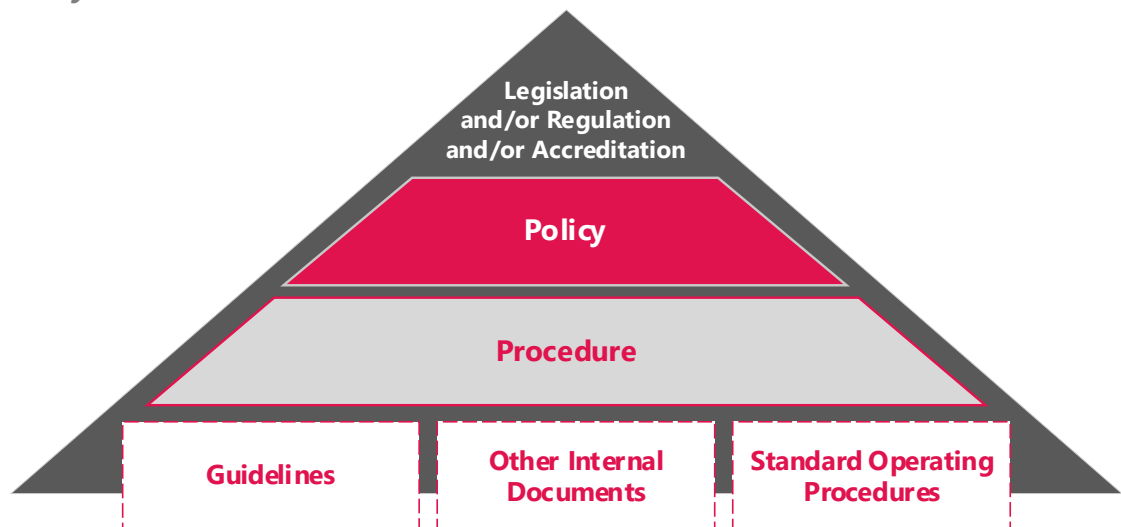 Legislation
and/or Regulation
and/or Accreditation
Policy
Procedure
Guidelines
Other Internal
Documents
Standard Operating
Procedures